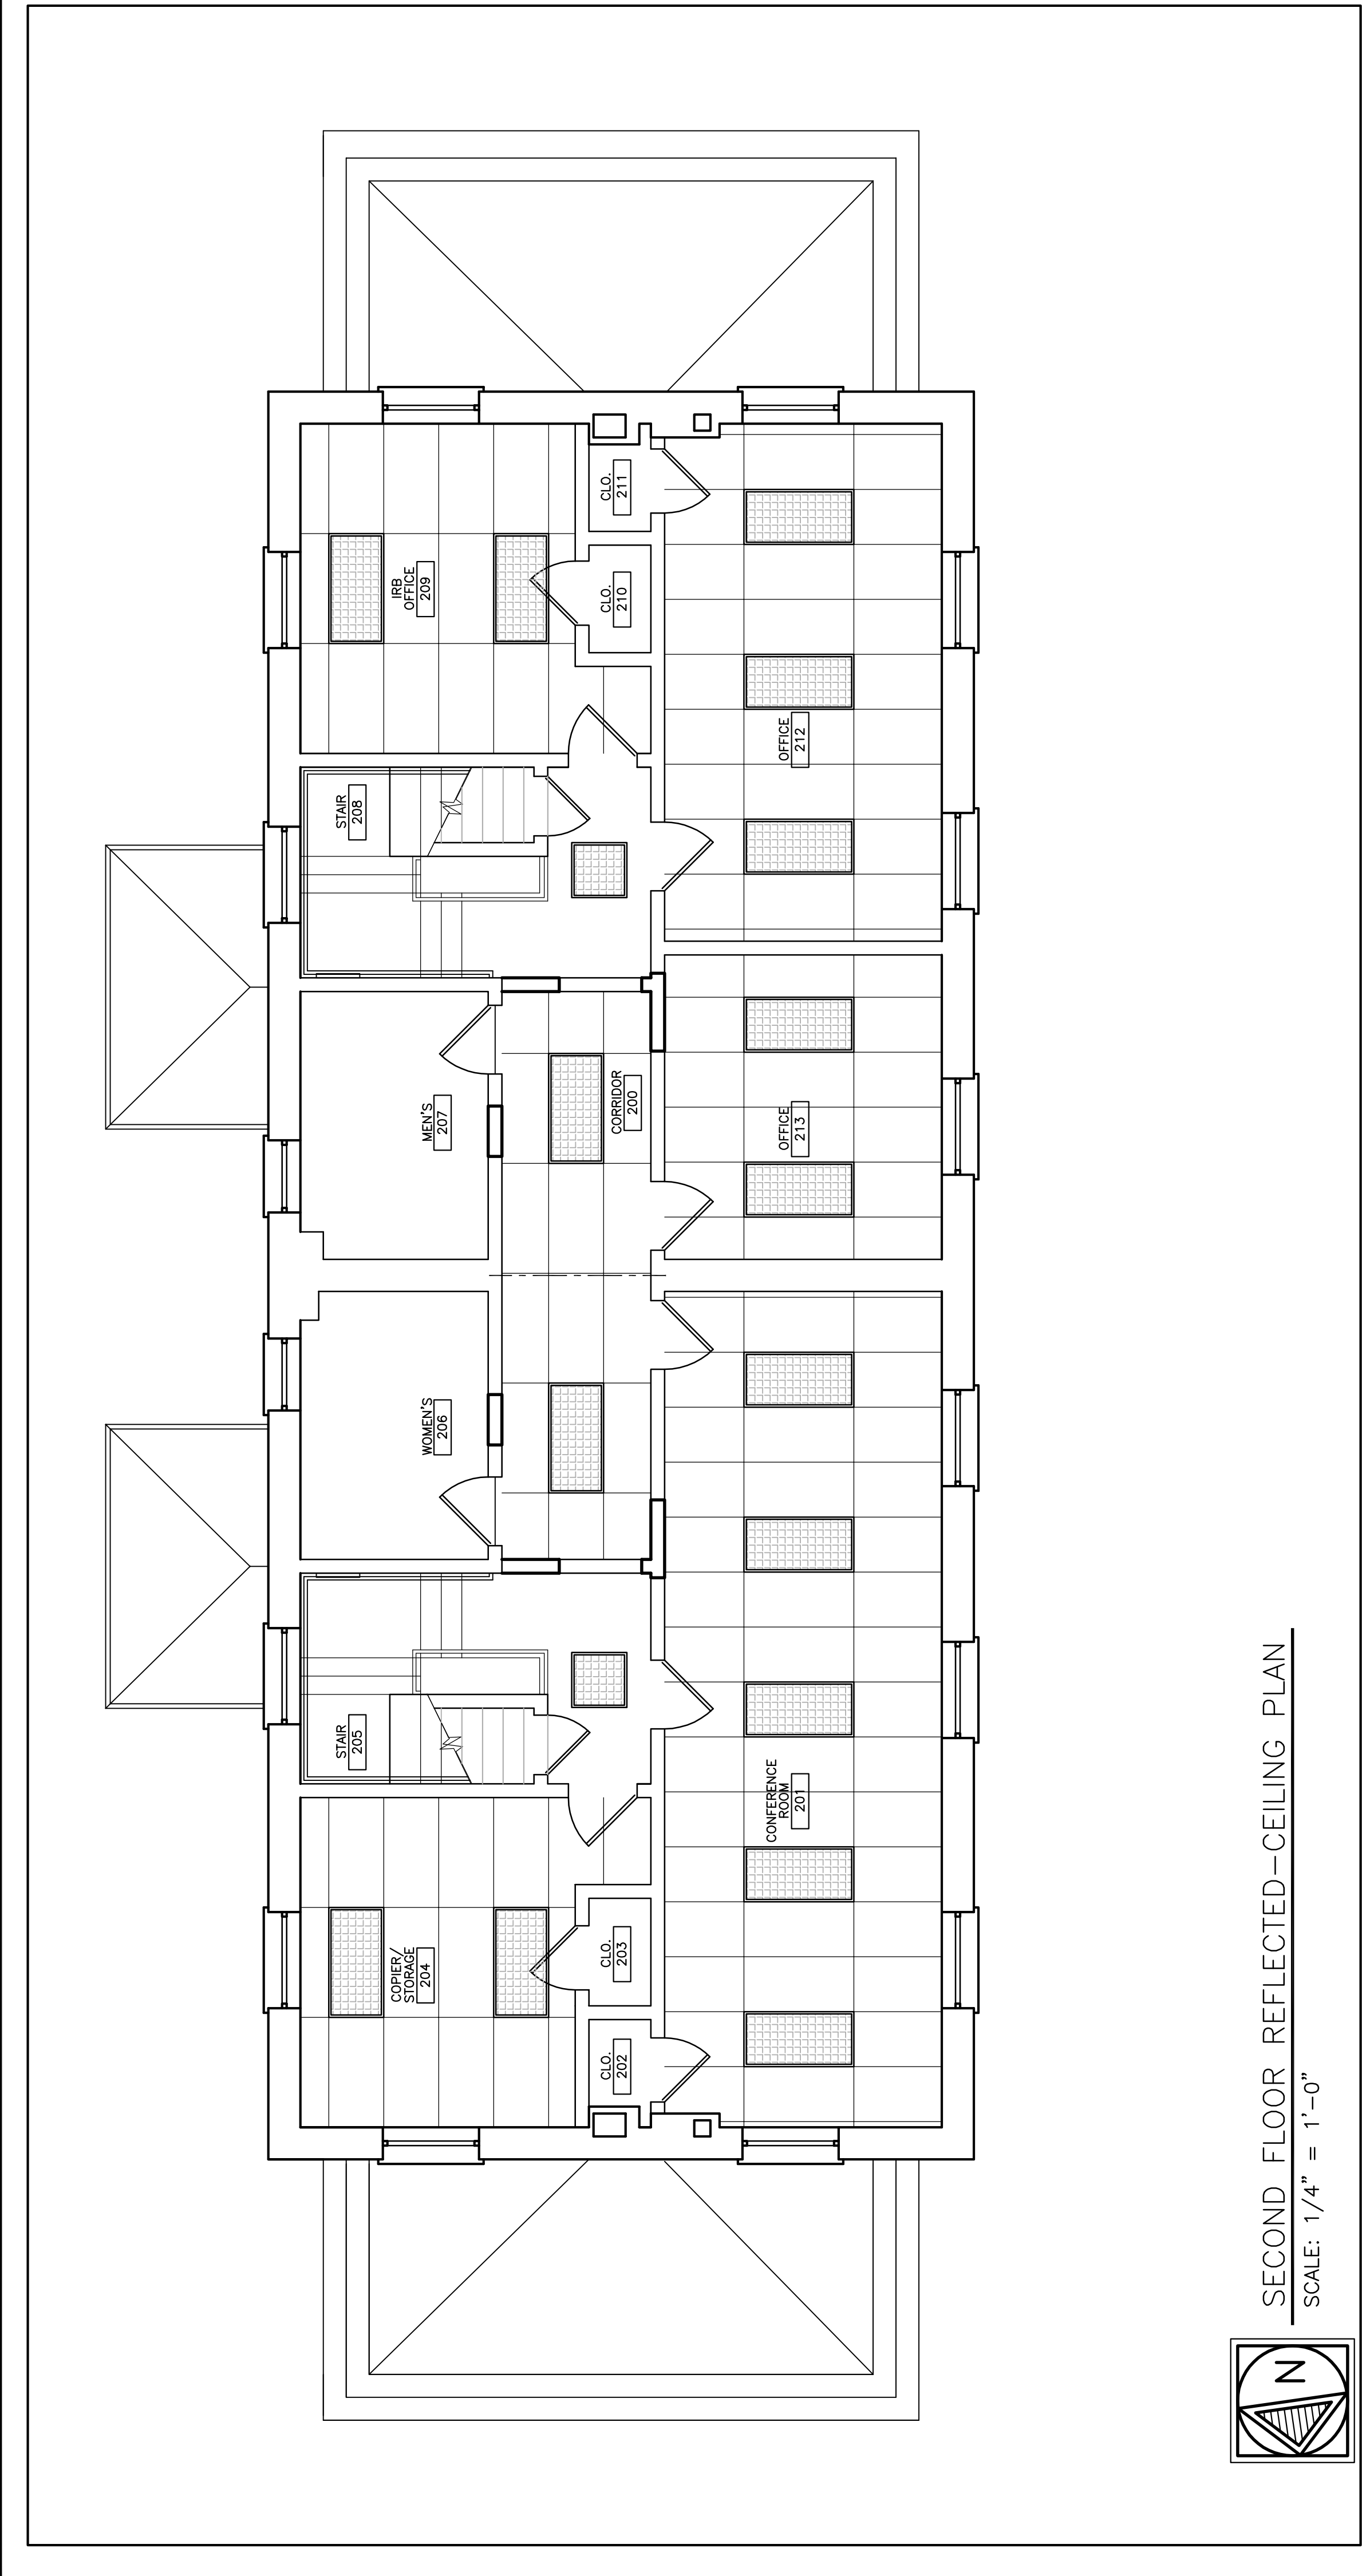 COPIER/
STORAGE
204
STAIR
205
WOMEN'S
206
MEN'S
207
STAIR
208
IRB
OFFICE
209
CLO.
202
CLO.
203
CORRIDOR
200
CLO.
210
CLO.
211
CONFERENCE
ROOM
201
OFFICE
213
OFFICE
212
N
SECOND FLOOR REFLECTED-CEILING PLAN
SCALE: 1/4" = 1'-0"